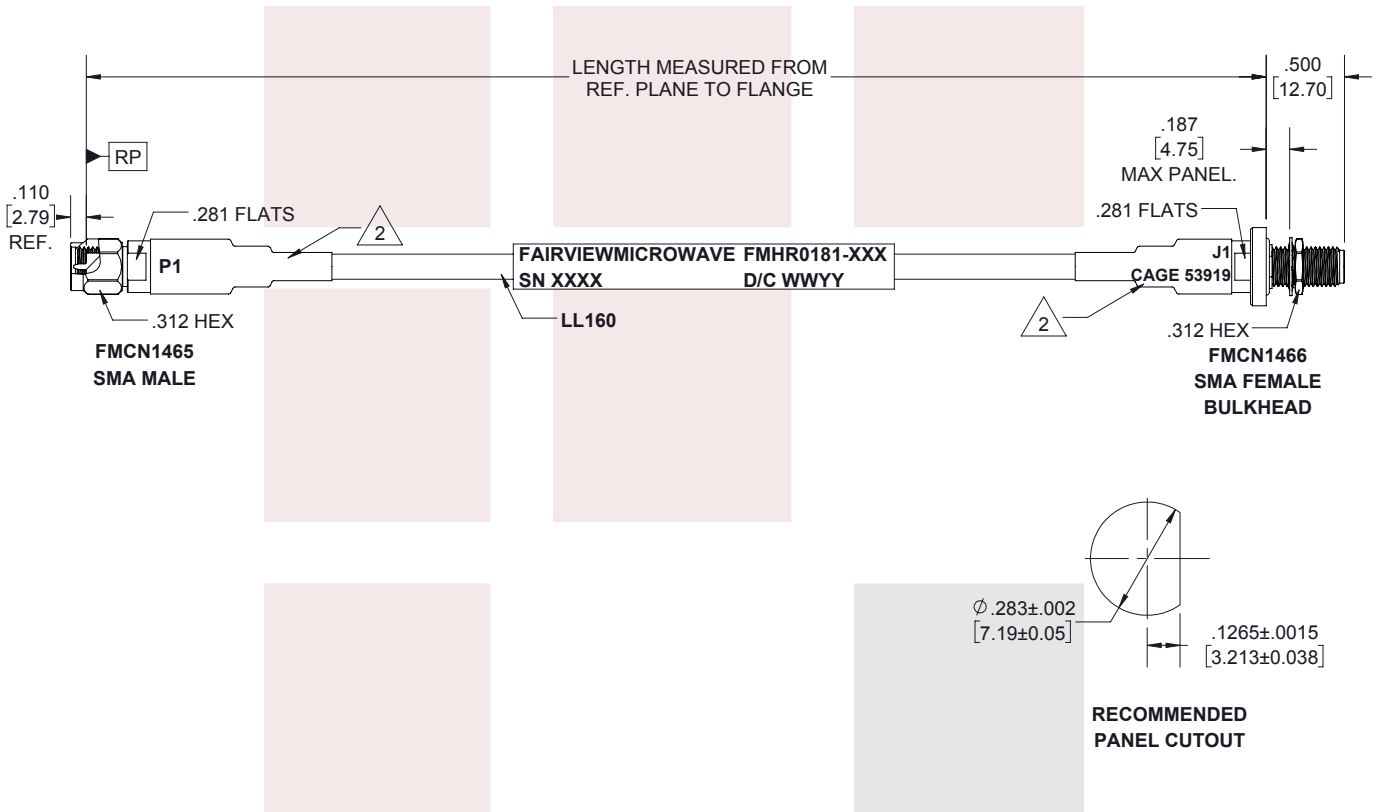 LENGTH MEASURED FROM
REF. PLANE TO FLANGE
.500
[12.70]
.187
[4.75]
MAX PANEL.
RP
.110
[2.79]
REF.
.281 FLATS
2
.281 FLATS
P1
FAIRVIEWMICROWAVE FMHR0181-XXX
SN XXXX D/C WWYY
J1
CAGE 53919
.312 HEX
LL160
2
.312 HEX
FMCN1465
SMA MALE
FMCN1466
SMA FEMALE
BULKHEAD
Ø.283±.002
[7.19±0.05]
.1265±.0015
[3.213±0.038]
RECOMMENDED
PANEL CUTOUT